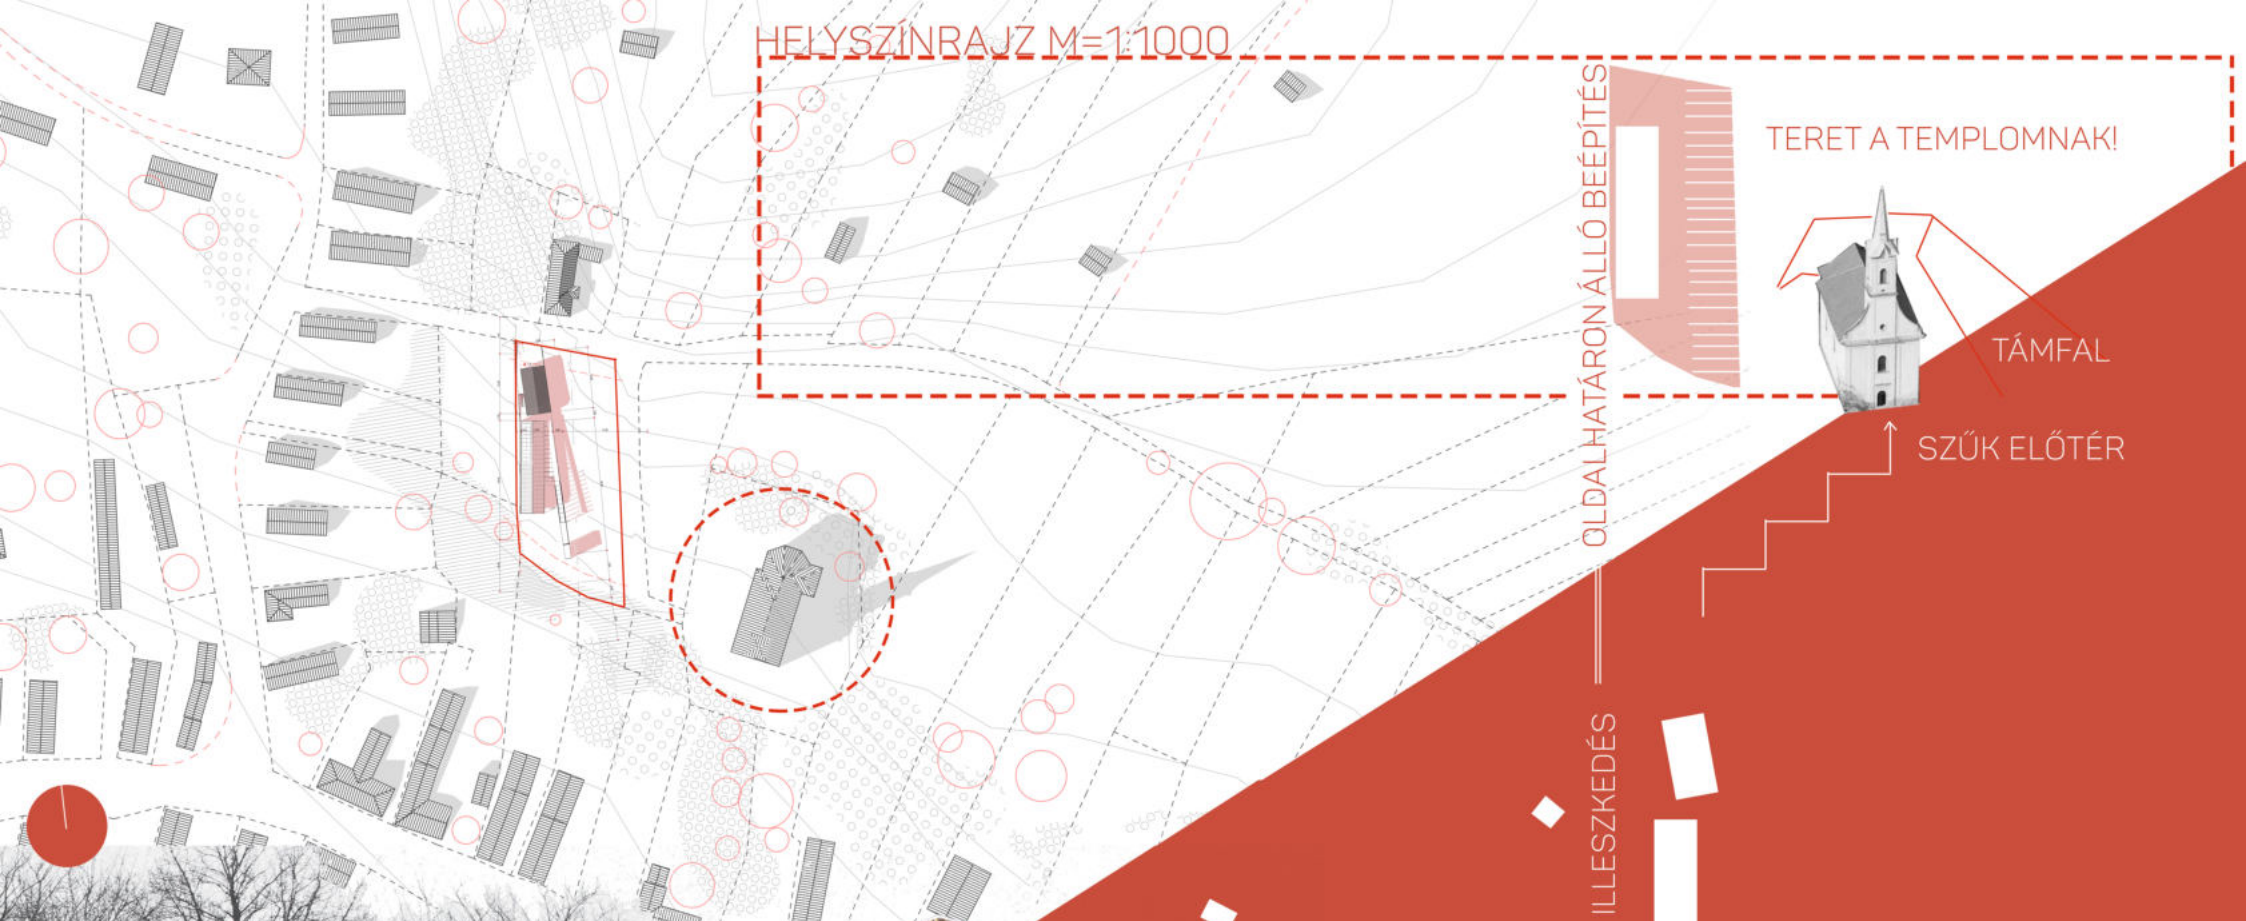 HELYSZÍNRAJZ M=1:1000
OLDALHATÁRON ÁLLÓ BEÉPÍTÉS
TERET A TEMPLOMNAK!
TÁMFAL
SZŰK ELŐTÉR
ILLESZKEDÉS